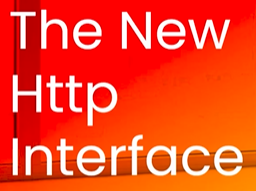 The New
Http
Interface